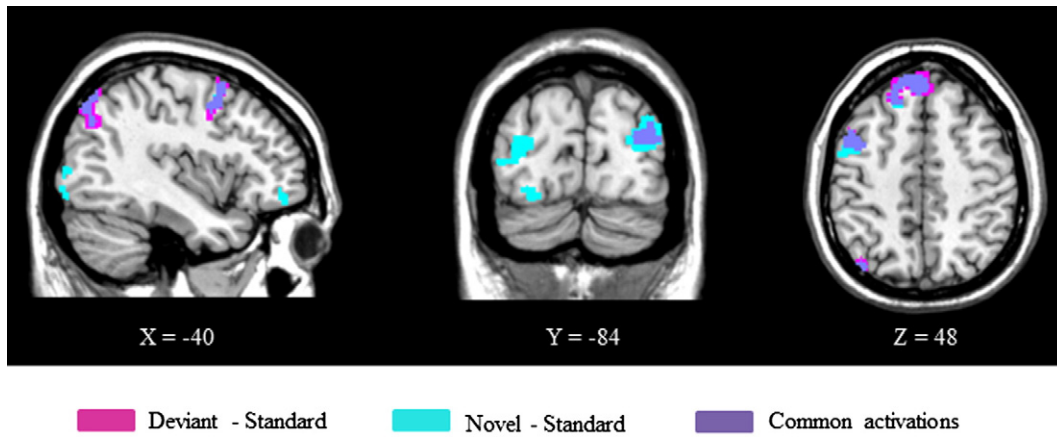 X = -40 Y = -84 Z = 48
Deviant - Standard Novel - Standard Common activations